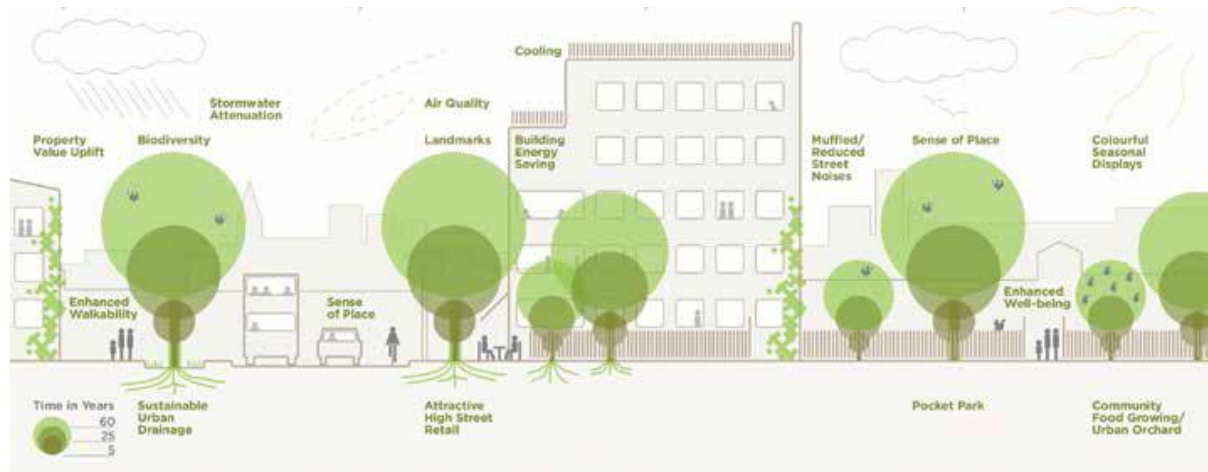 Cooling
Stormwater
Attenuation
Air Quality
Property
Value Uplift
Biodiversity
Landmarks
Building
Energy
Saving
Muffled/
Reduced
Street
Noises
Sense of Place
Colourful
Seasonal
Displays
Enhanced
Walkability
Sense
of Place
Enhanced
Well-being
Time in Years
60
25
5
Sustainable
Urban
Drainage
Attractive
High Street
Retail
Pocket Park
Community
Food Growing/
Urban Orchard